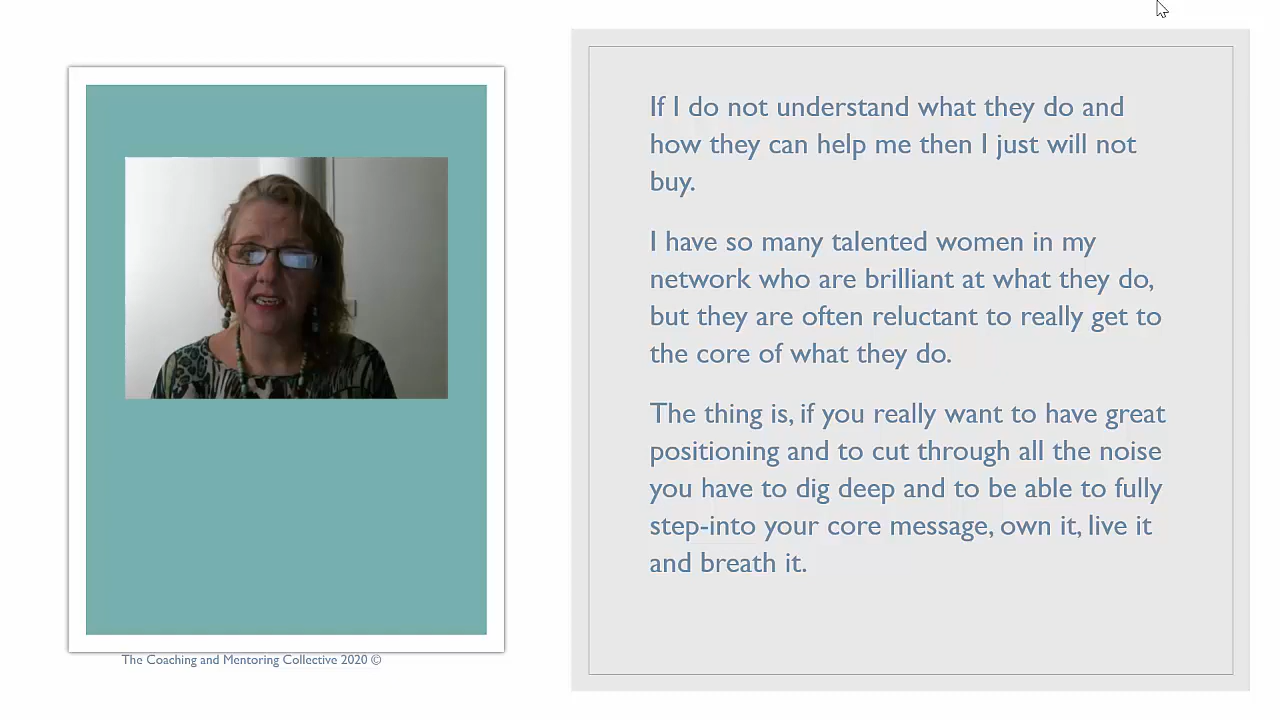 If I do not understand what they do and
how they can help me then I just will not
buy.
I have so many talented women in my
network who are brilliant at what they do,
but they are often reluctant to really get to
the core of what they do.
The thing is, if you really want to have great
positioning and to cut through all the noise
you have to dig deep and to be able to fully
step-into your core message, own it, live it
and breath it.
The Coaching and Mentoring Collective 2020 ©